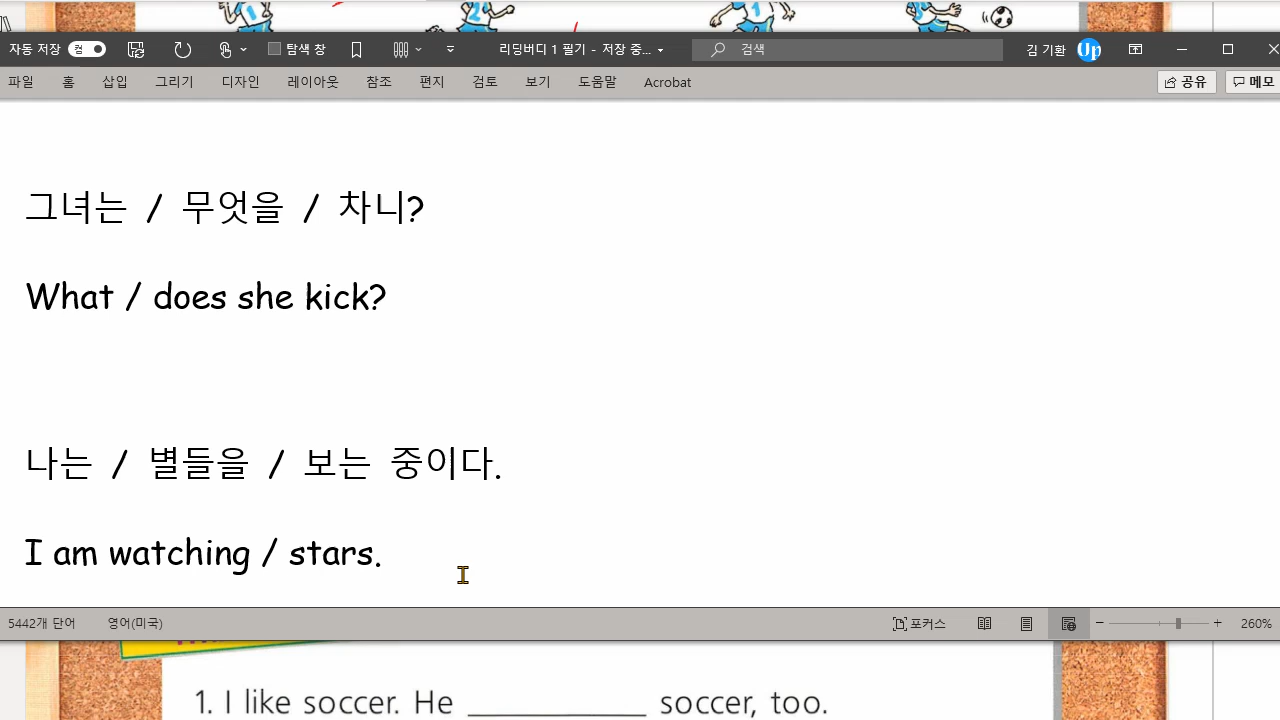 자동 저장 컴 탐색 창 리딩버디 1 필기 - 저장 중... 검색 김 기환 Up
파일 홈 삽입 그리기 디자인 레이아웃 참조 편지 검토 보기 도움말 Acrobat 공유 메모
그녀는 / 무엇을 / 차니?
What / does she kick?
나는 / 별들을 / 보는 중이다.
I am watching / stars.
5442개 단어 영어(미국) 포커스 - + 260%
1. I like soccer. He ____________ soccer, too.